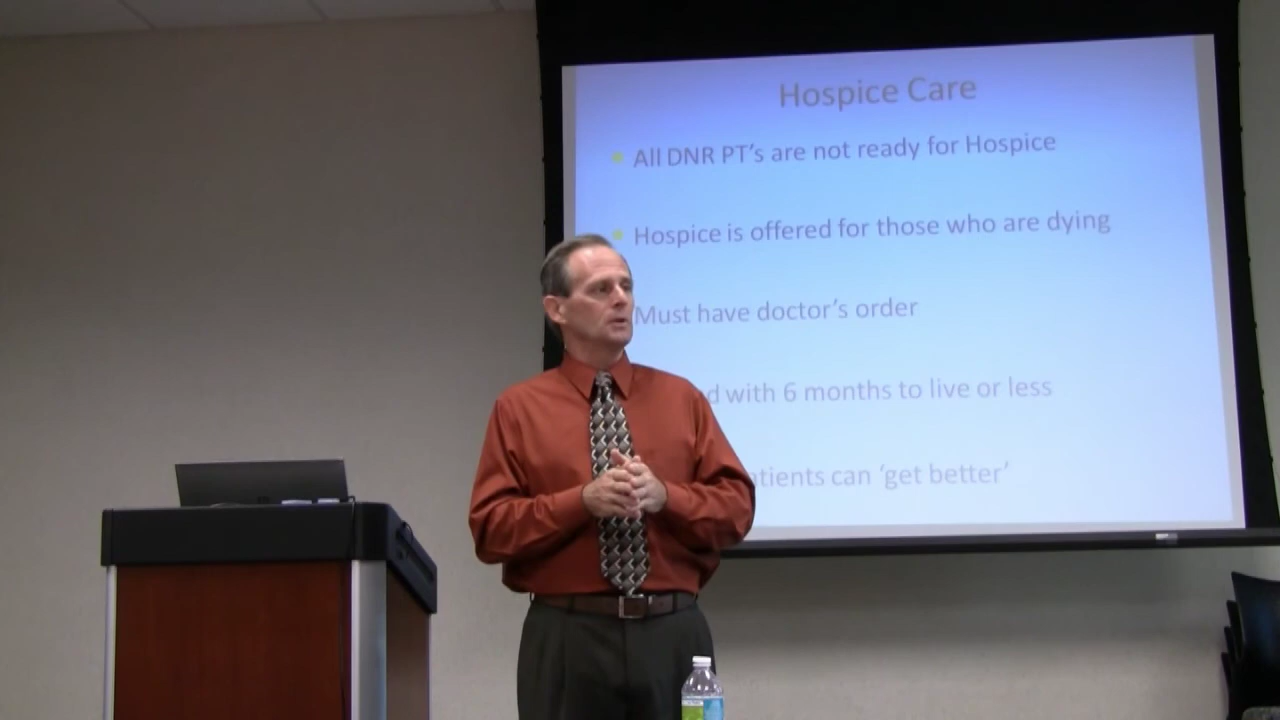 Hospice Care
All DNR PT's are not ready for Hospice
Hospice is offered for those who are dying
Must have doctor's order
with 6 months to live or less
can 'get better'